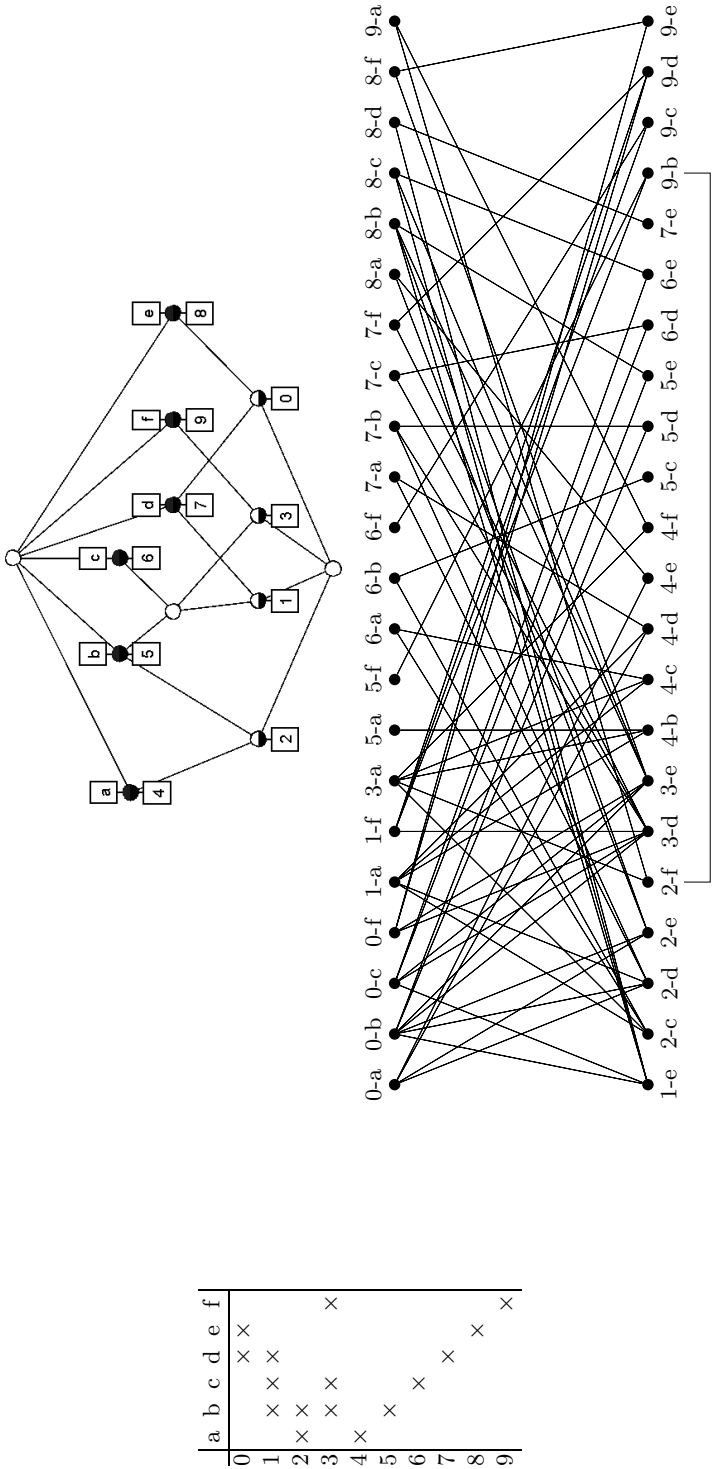 a b c d e f
0 × ×
1 × × ×
2 × ×
3 × × ×
4 ×
5 ×
6 ×
7 ×
8 ×
9 ×
a b c
4 5 6 d f e
7 9 8
2 1 3 0
0-a 0-b 0-c 0-f 1-a 1-f 3-a 5-a 5-f 6-a 6-b 6-f 7-a 7-b 7-c 7-f 8-a 8-b 8-c 8-d 8-f 9-a
1-e 2-c 2-d 2-e 2-f 3-d 3-e 4-b 4-c 4-d 4-e 4-f 5-c 5-d 5-e 6-d 6-e 7-e 9-b 9-c 9-d 9-e